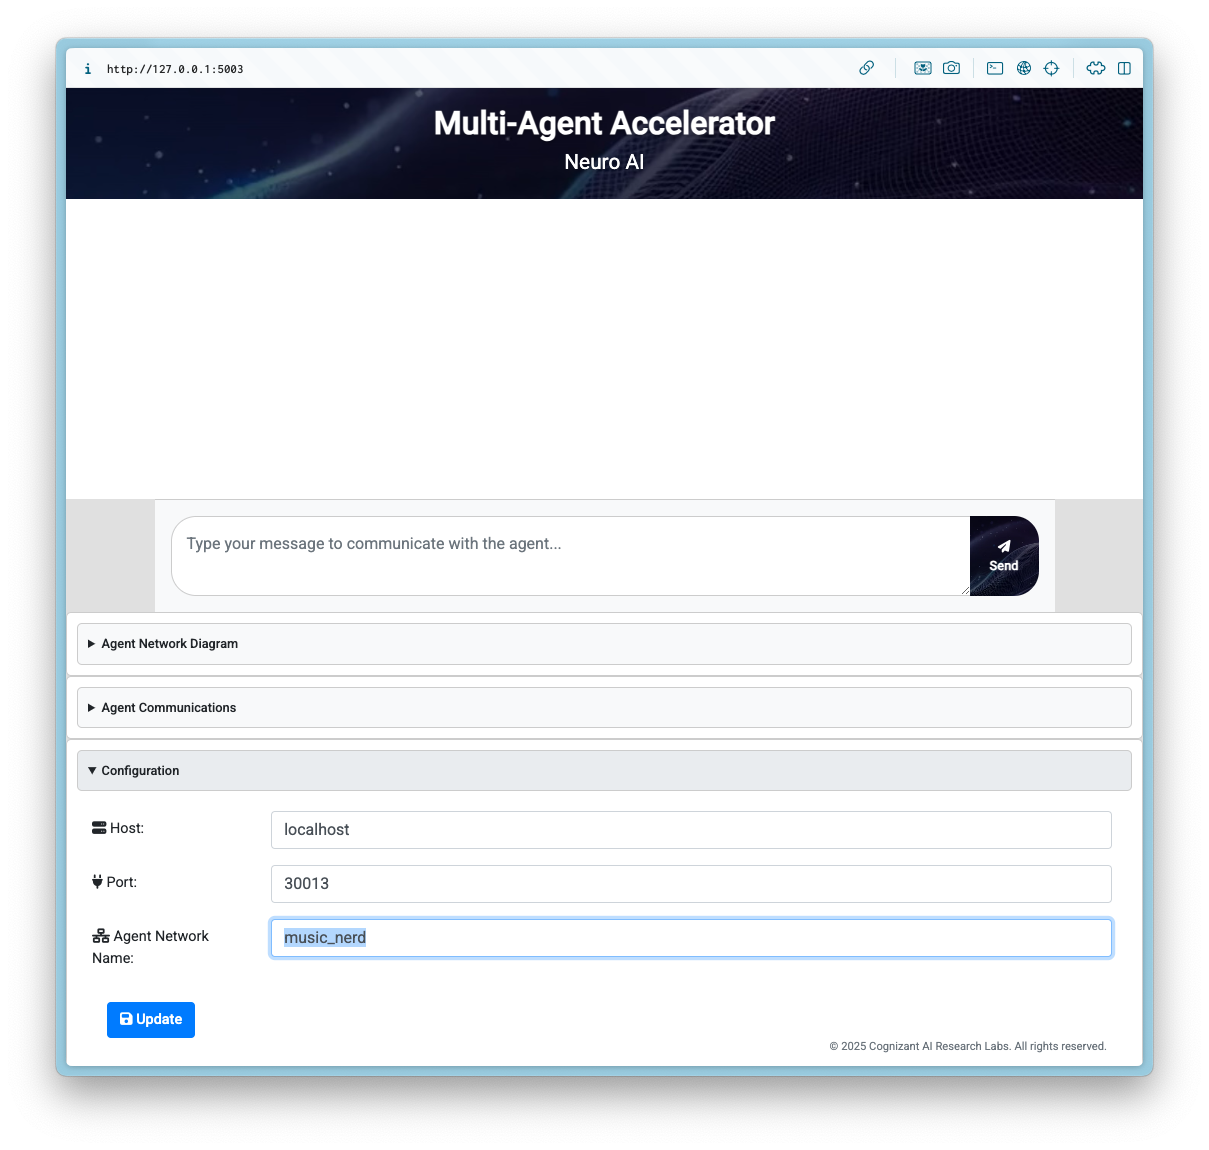 http://127.0.0.1:5003
Multi-Agent Accelerator
Neuro AI
Type your message to communicate with the agent...
Send
Agent Network Diagram
Agent Communications
Configuration
Host:
localhost
Port:
30013
Agent Network
Name:
music_nerd
Update
© 2025 Cognizant AI Research Labs. All rights reserved.